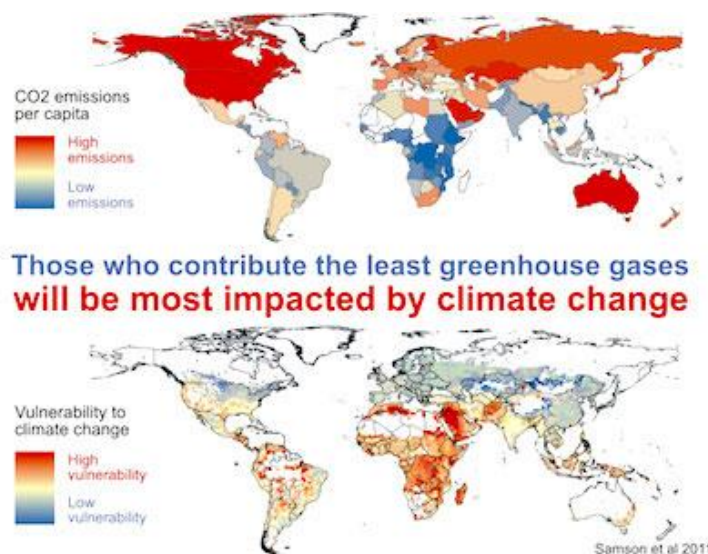 CO2 emissions
per capita
High
emissions
Low
emissions
Those who contribute the least greenhouse gases
will be most impacted by climate change
Vulnerability to
climate change
High
vulnerability
Low
vulnerability
Samson et al 2011